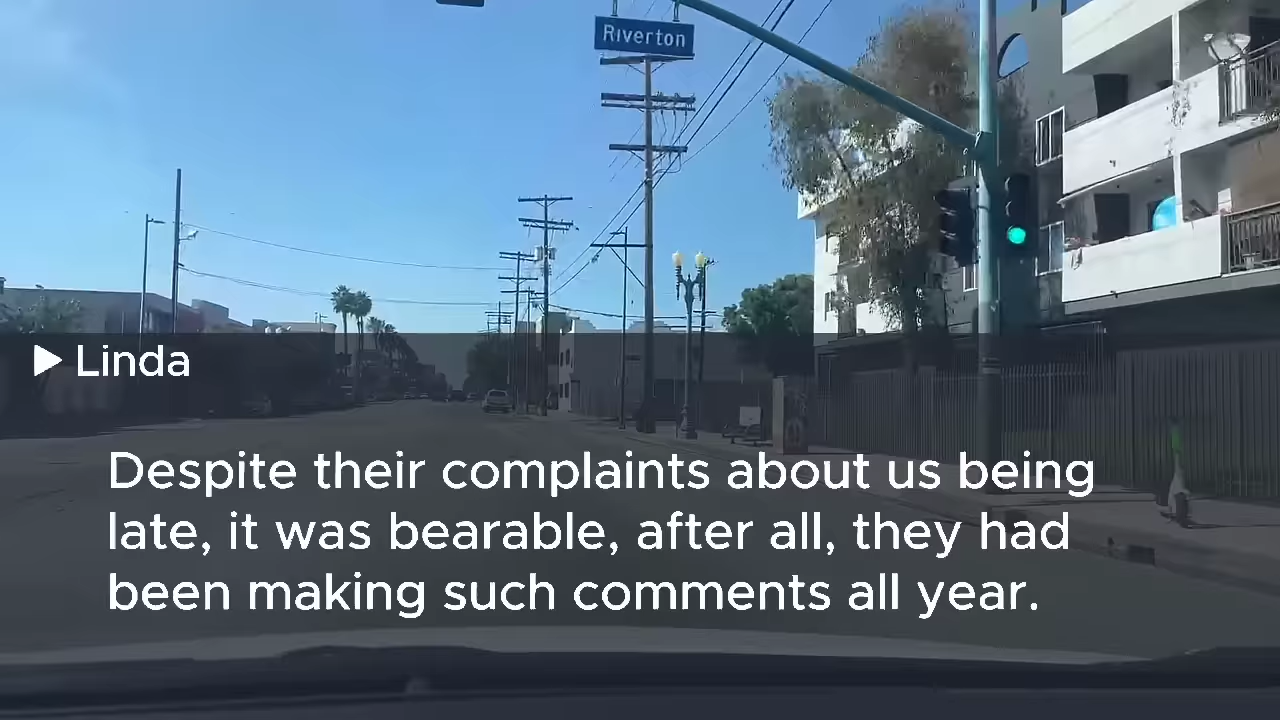 Riverton
Linda
Despite their complaints about us being
late, it was bearable, after all, they had
been making such comments all year.